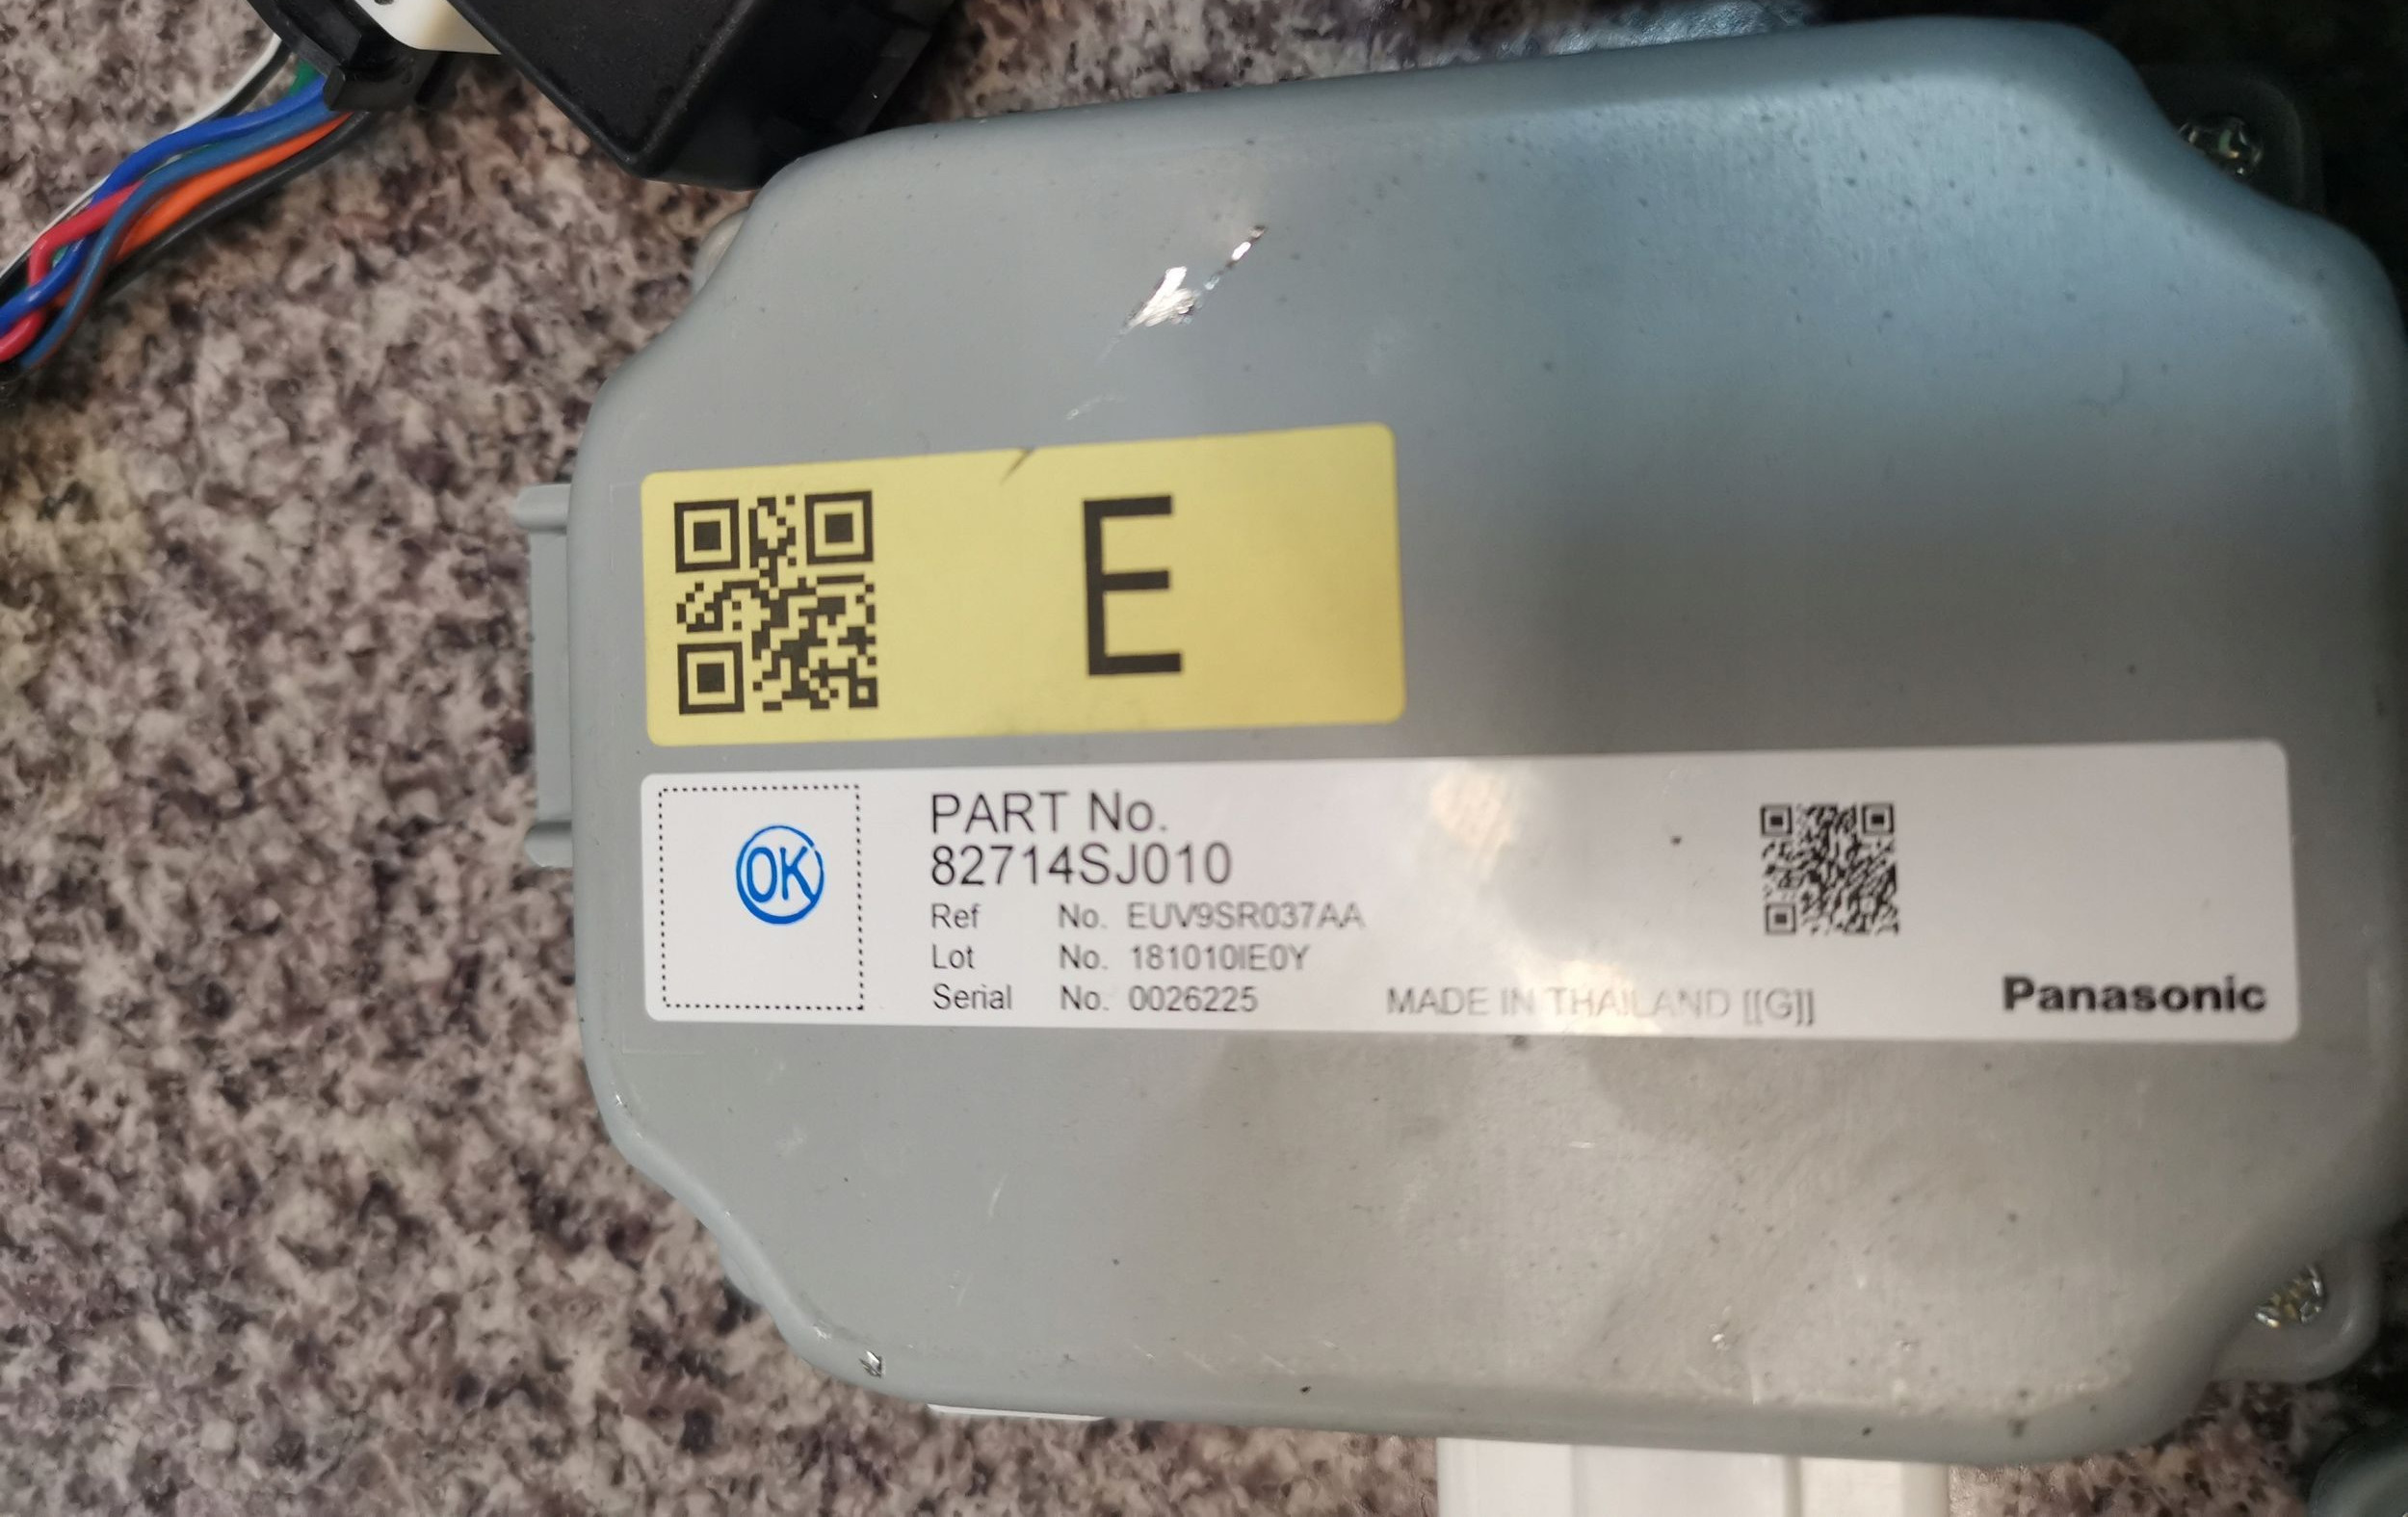 E
OK
PART No.
82714SJ010
Ref No. EUV9SR037AA
Lot No. 181010IE0Y
Serial No. 0026225 MADE IN THAILAND [[G]]
Panasonic